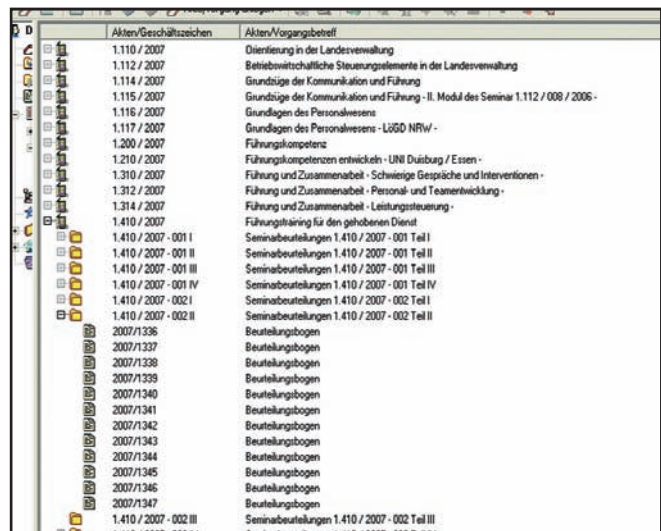 Akten/Geschäftszeichen Akten/Vorgangsbetreff
1.110 / 2007 Orientierung in der Landesverwaltung
1.112 / 2007 Betriebswirtschaftliche Steuerungselemente in der Landesverwaltung
1.114 / 2007 Grundzüge der Kommunikation und Führung
1.115 / 2007 Grundzüge der Kommunikation und Führung - II. Modul des Seminar 1.112 / 008 / 2006 -
1.116 / 2007 Grundlagen des Personalwesens
1.117 / 2007 Grundlagen des Personalwesens - LöGD NRW -
1.200 / 2007 Führungskompetenz
1.210 / 2007 Führungskompetenzen entwickeln - UNI Duisburg / Essen -
1.310 / 2007 Führung und Zusammenarbeit - Schwierige Gespräche und Interventionen -
1.312 / 2007 Führung und Zusammenarbeit - Personal- und Teamentwicklung -
1.314 / 2007 Führung und Zusammenarbeit - Leistungssteuerung -
1.410 / 2007 Führungstraining für den gehobenen Dienst
1.410 / 2007 - 001 I Seminarbeurteilungen 1.410 / 2007 - 001 Teil I
1.410 / 2007 - 001 II Seminarbeurteilungen 1.410 / 2007 - 001 Teil II
1.410 / 2007 - 001 III Seminarbeurteilungen 1.410 / 2007 - 001 Teil III
1.410 / 2007 - 001 IV Seminarbeurteilungen 1.410 / 2007 - 001 Teil IV
1.410 / 2007 - 002 I Seminarbeurteilungen 1.410 / 2007 - 002 Teil I
1.410 / 2007 - 002 II Seminarbeurteilungen 1.410 / 2007 - 002 Teil II
2007/1336 Beurteilungsbogen
2007/1337 Beurteilungsbogen
2007/1338 Beurteilungsbogen
2007/1339 Beurteilungsbogen
2007/1340 Beurteilungsbogen
2007/1341 Beurteilungsbogen
2007/1342 Beurteilungsbogen
2007/1343 Beurteilungsbogen
2007/1344 Beurteilungsbogen
2007/1345 Beurteilungsbogen
2007/1346 Beurteilungsbogen
2007/1347 Beurteilungsbogen
1.410 / 2007 - 002 III Seminarbeurteilungen 1.410 / 2007 - 002 Teil III